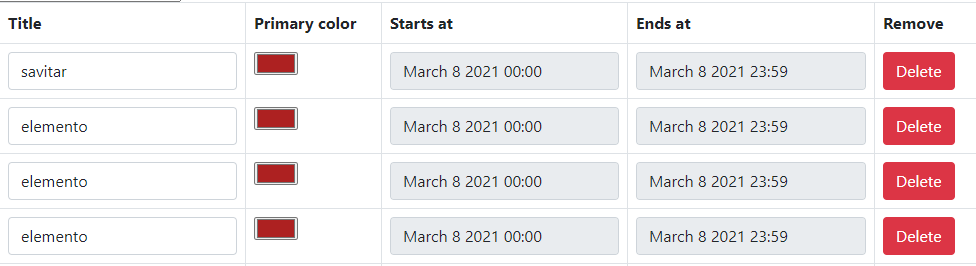 Title Primary color Starts at Ends at Remove
savitar March 8 2021 00:00 March 8 2021 23:59 Delete
elemento March 8 2021 00:00 March 8 2021 23:59 Delete
elemento March 8 2021 00:00 March 8 2021 23:59 Delete
elemento March 8 2021 00:00 March 8 2021 23:59 Delete